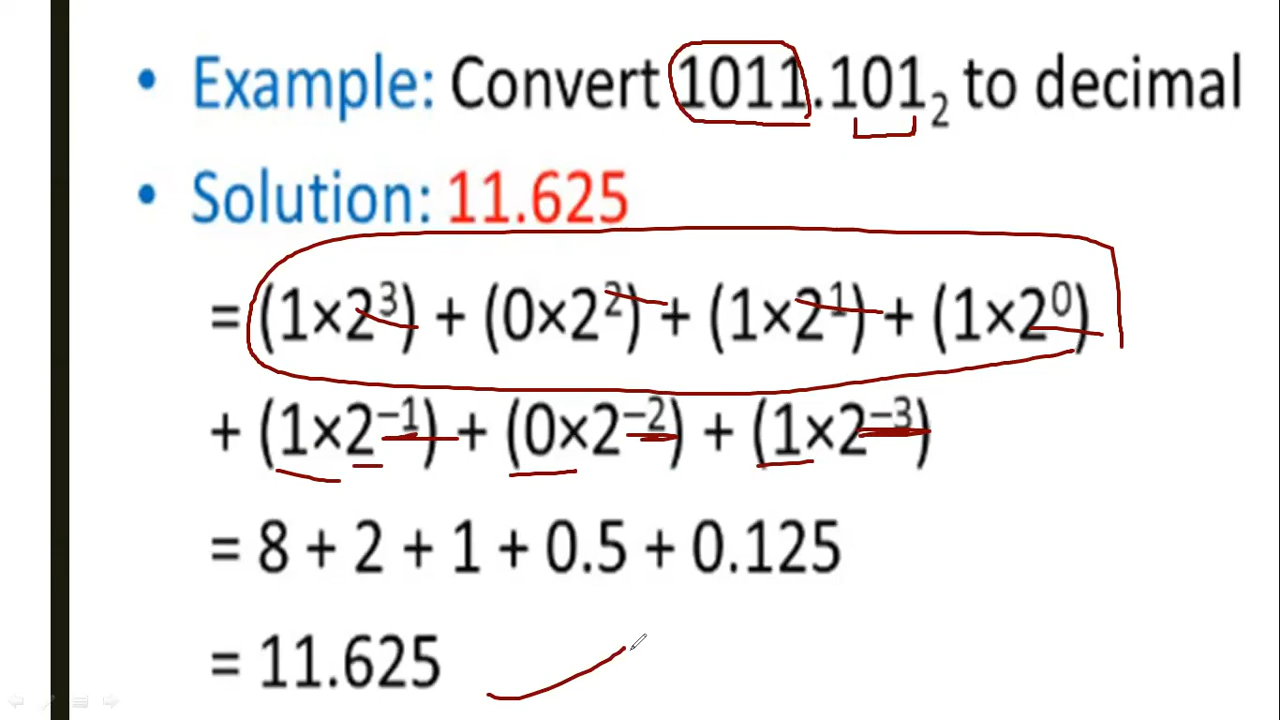 • Example: Convert 1011.101₂ to decimal
• Solution: 11.625
= (1×2³) + (0×2²) + (1×2¹) + (1×2⁰)
+ (1×2⁻¹) + (0×2⁻²) + (1×2⁻³)
= 8 + 2 + 1 + 0.5 + 0.125
= 11.625